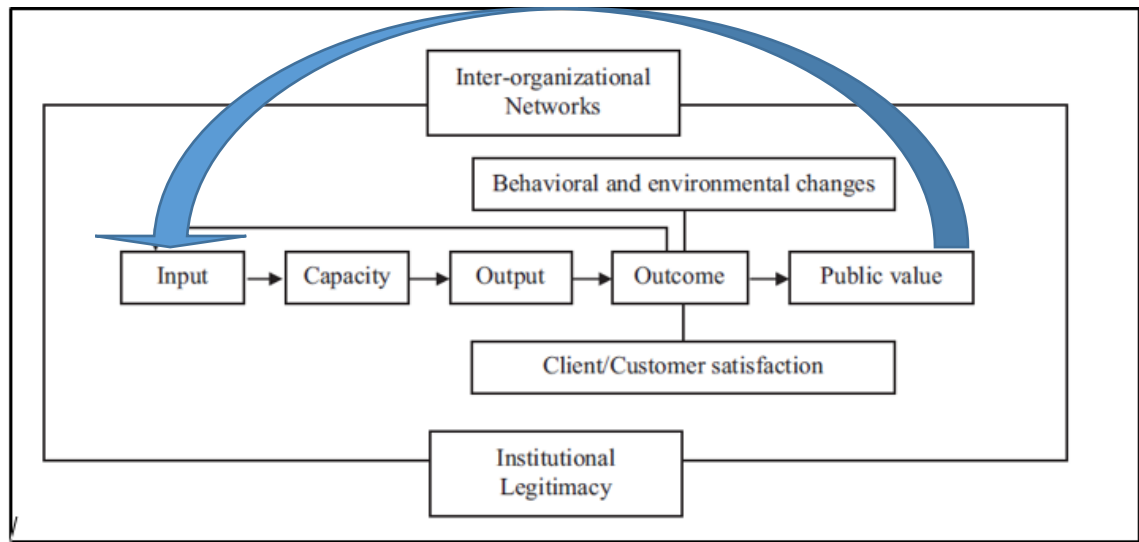 Inter-organizational
Networks
Behavioral and environmental changes
Input
Capacity
Output
Outcome
Public value
Client/Customer satisfaction
Institutional
Legitimacy